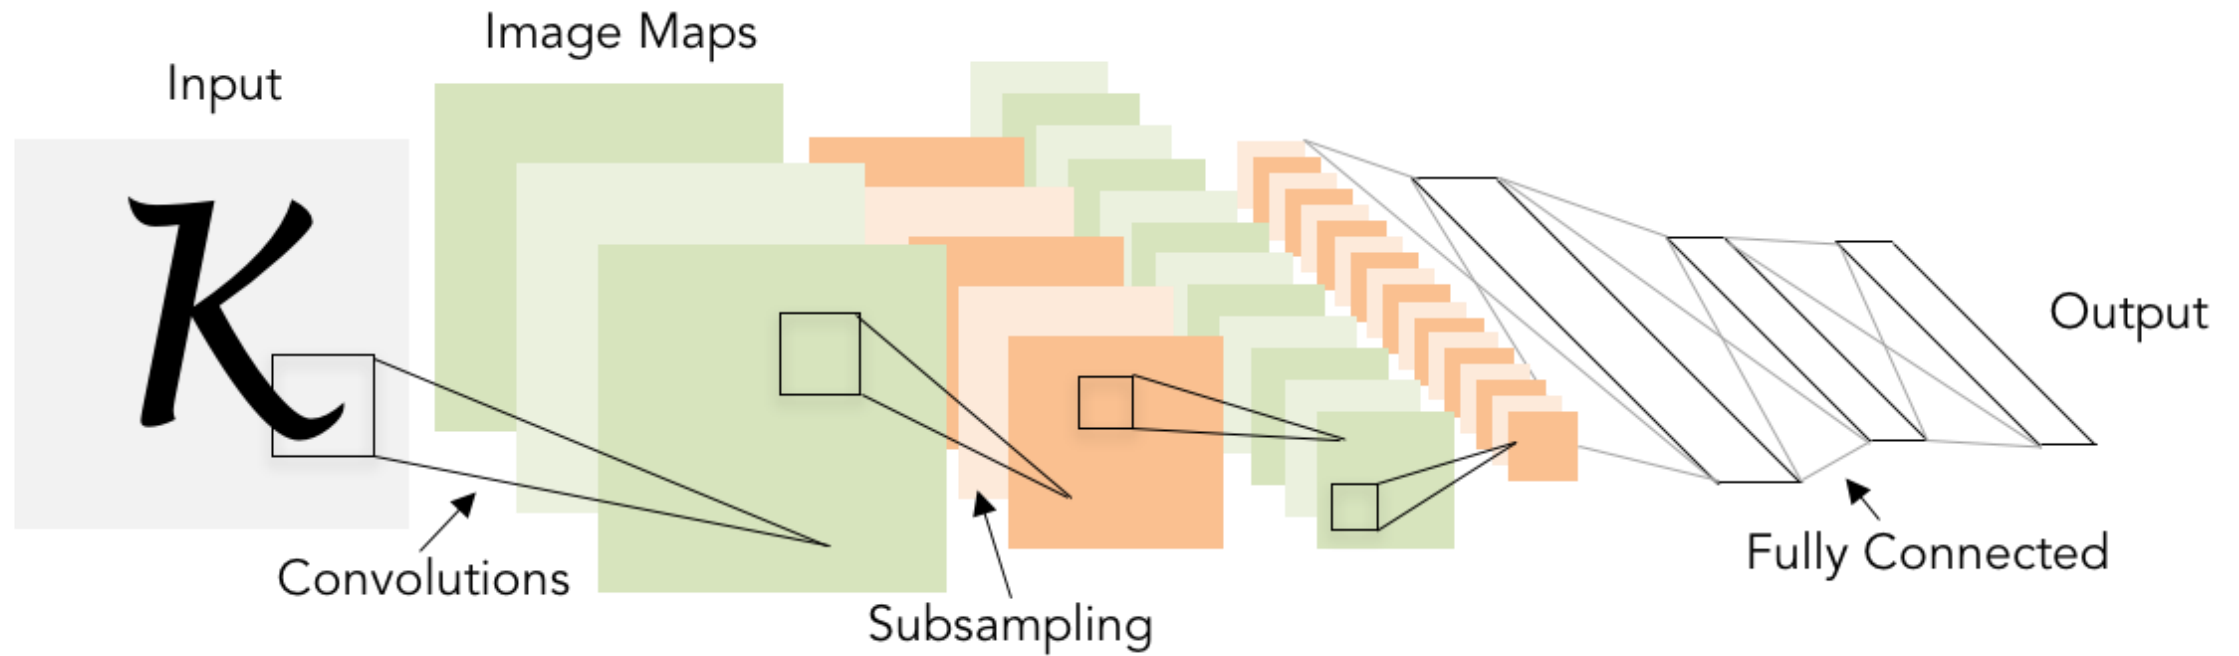 Image Maps
Input
K
Output
Convolutions
Subsampling
Fully Connected